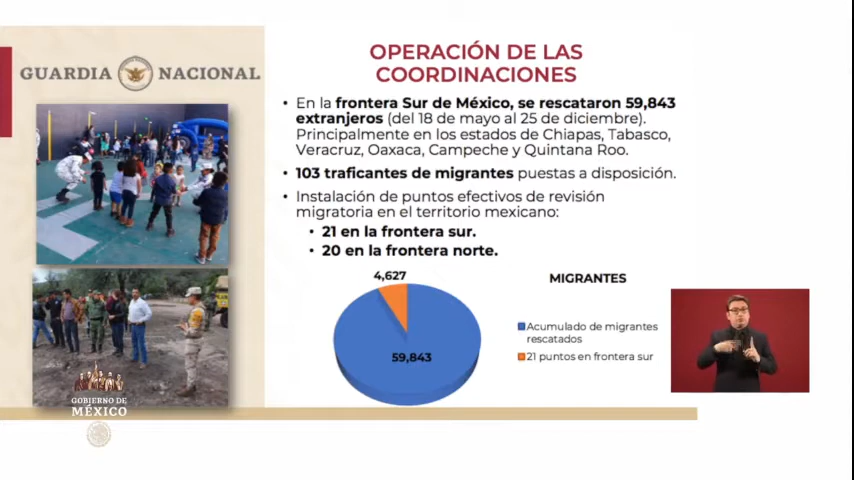 GUARDIA NACIONAL
OPERACIÓN DE LAS
COORDINACIONES
• En la frontera Sur de México, se rescataron 59,843
extranjeros (del 18 de mayo al 25 de diciembre).
Principalmente en los estados de Chiapas, Tabasco,
Veracruz, Oaxaca, Campeche y Quintana Roo.
• 103 traficantes de migrantes puestas a disposición.
• Instalación de puntos efectivos de revisión
migratoria en el territorio mexicano:
• 21 en la frontera sur.
• 20 en la frontera norte.
4,627
59,843
MIGRANTES
Acumulado de migrantes
rescatados
21 puntos en frontera sur
GOBIERNO DE
MÉXICO